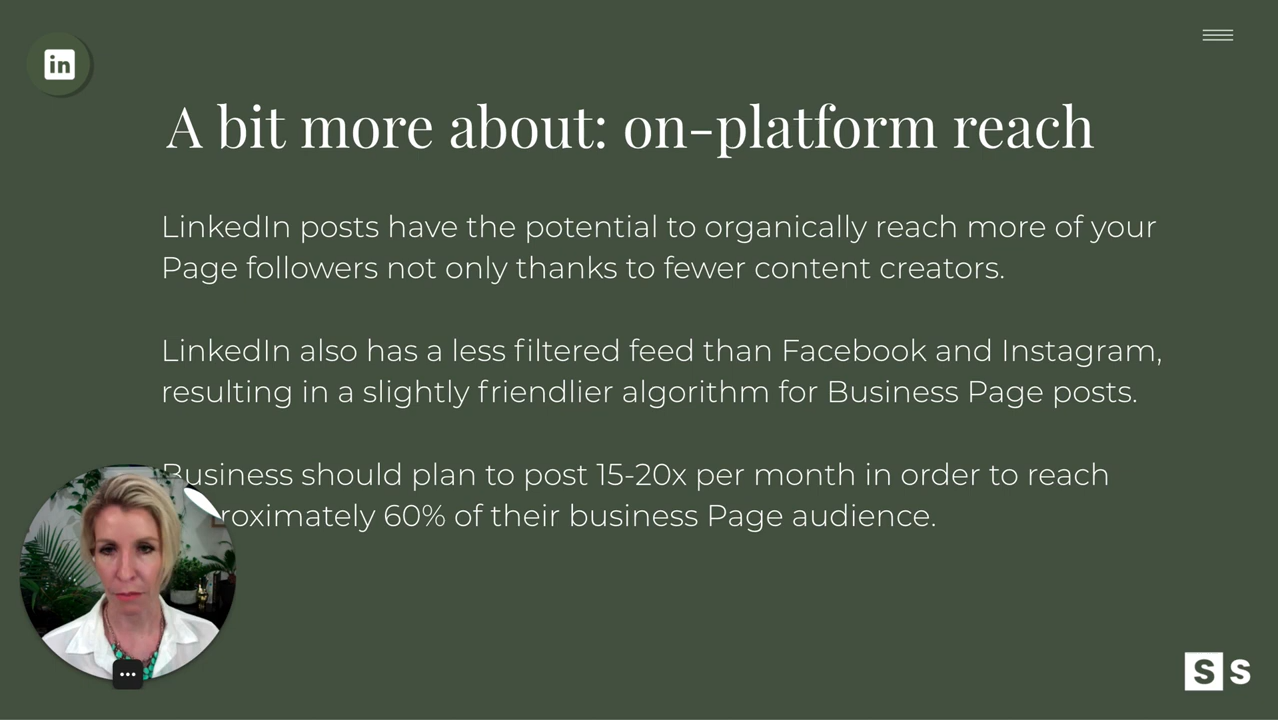 in
A bit more about: on-platform reach
LinkedIn posts have the potential to organically reach more of your
Page followers not only thanks to fewer content creators.
LinkedIn also has a less filtered feed than Facebook and Instagram,
resulting in a slightly friendlier algorithm for Business Page posts.
Business should plan to post 15-20x per month in order to reach
roximately 60% of their business Page audience.
S S